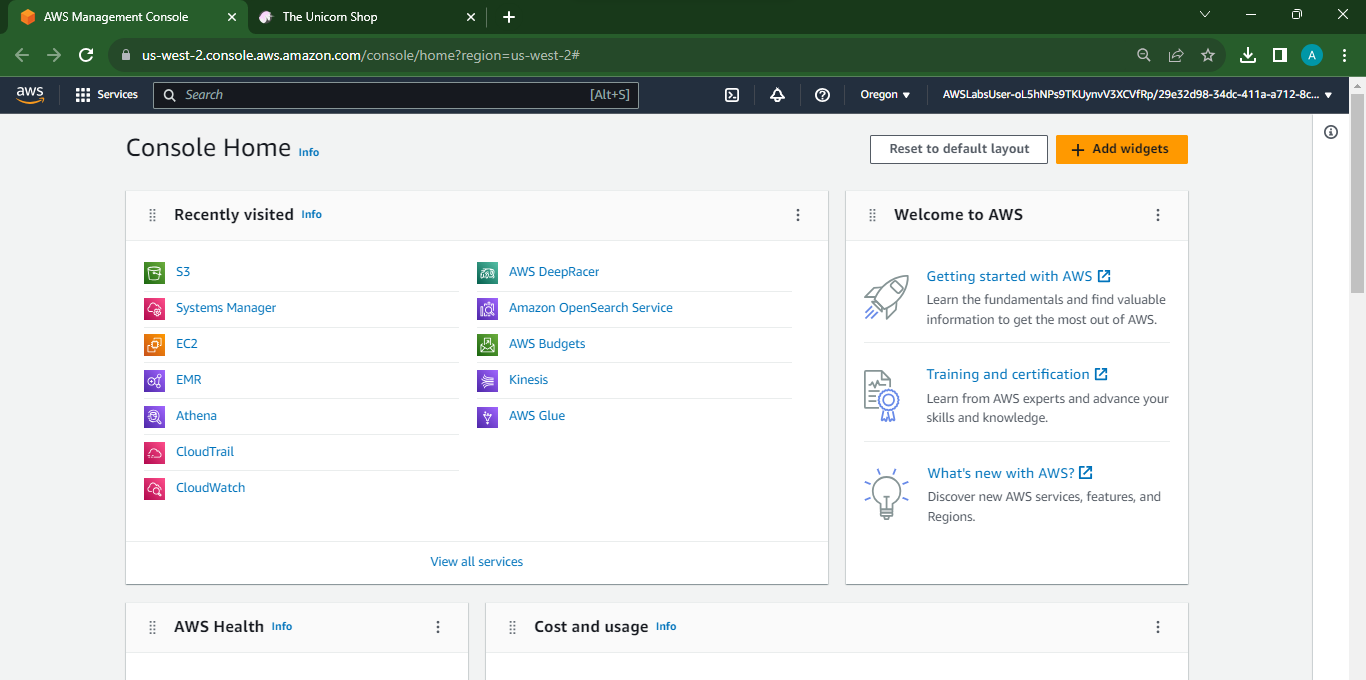 AWS Management Console
The Unicorn Shop
us-west-2.console.aws.amazon.com/console/home?region=us-west-2#
A
aws
Services
Search
[Alt+S]
Oregon
AWSLabsUser-oL5hNPs9TKUynvV3XCVfRp/29e32d98-34dc-411a-a712-8c...
Console Home Info
Reset to default layout
Add widgets
Recently visited Info
S3
Systems Manager
EC2
EMR
Athena
CloudTrail
CloudWatch
AWS DeepRacer
Amazon OpenSearch Service
AWS Budgets
Kinesis
AWS Glue
View all services
Welcome to AWS
Getting started with AWS
Learn the fundamentals and find valuable
information to get the most out of AWS.
Training and certification
Learn from AWS experts and advance your
skills and knowledge.
What's new with AWS?
Discover new AWS services, features, and
Regions.
AWS Health Info
Cost and usage Info